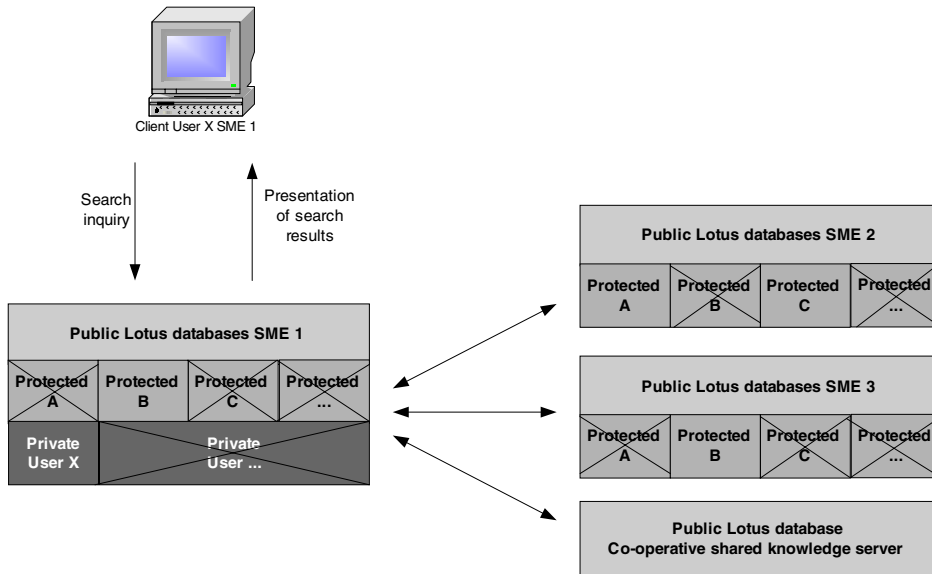 Client User X SME 1
Search
inquiry
Presentation
of search
results
Public Lotus databases SME 1
Protected
A
Protected
B
Protected
C
Protected
...
Private
User X
Private
User ...
Public Lotus databases SME 2
Protected
A
Protected
B
Protected
C
Protected
...
Public Lotus databases SME 3
Protected
A
Protected
B
Protected
C
Protected
...
Public Lotus database
Co-operative shared knowledge server